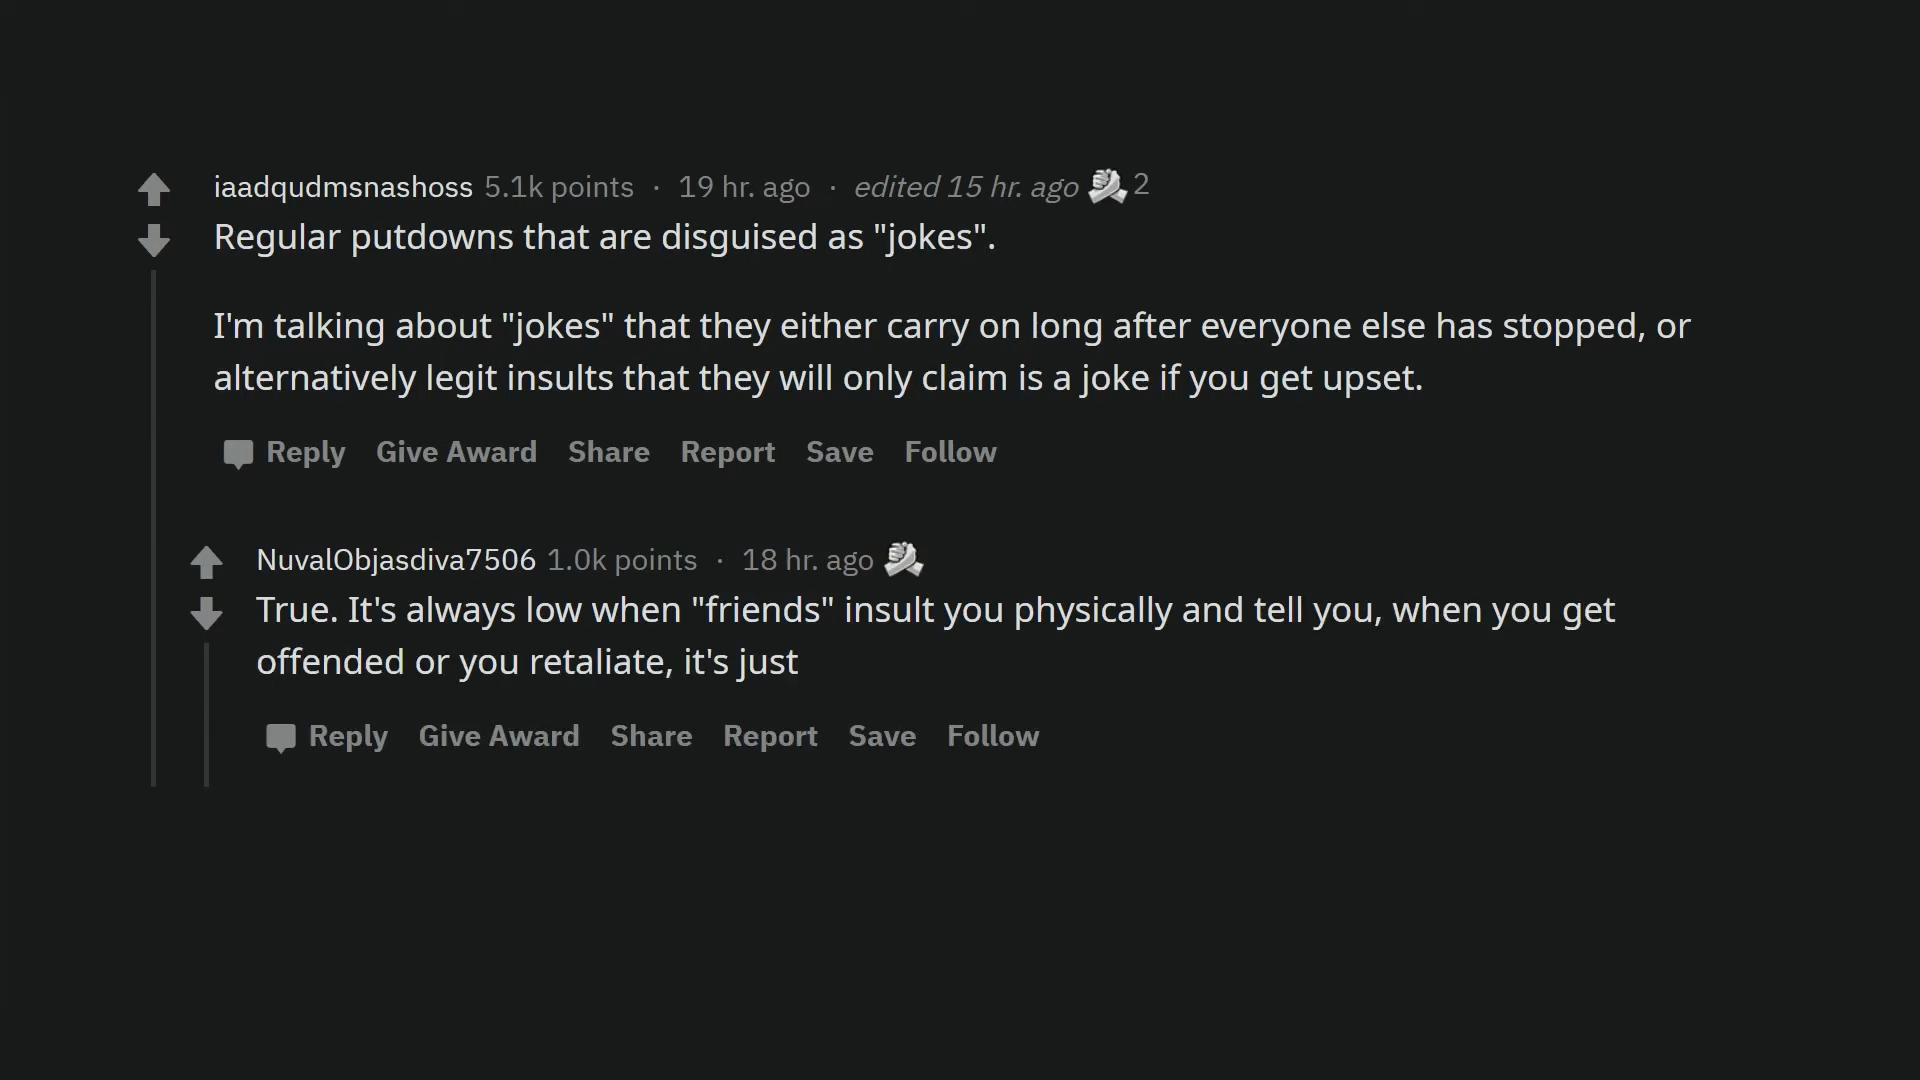 iaadqudmsnashoss 5.1k points · 19 hr. ago · edited 15 hr. ago 2
Regular putdowns that are disguised as "jokes".
I'm talking about "jokes" that they either carry on long after everyone else has stopped, or
alternatively legit insults that they will only claim is a joke if you get upset.
Reply Give Award Share Report Save Follow
NuvalObjasdiva7506 1.0k points · 18 hr. ago
True. It's always low when "friends" insult you physically and tell you, when you get
offended or you retaliate, it's just
Reply Give Award Share Report Save Follow